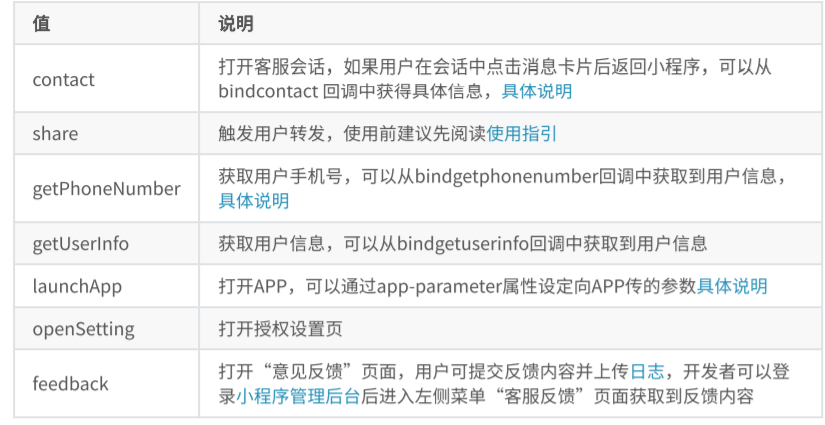 值 说明
contact 打开客服会话，如果用户在会话中点击消息卡片后返回小程序，可以从
bindcontact 回调中获得具体信息，具体说明
share 触发用户转发，使用前建议先阅读使用指引
getPhoneNumber 获取用户手机号，可以从bindgetphonenumber回调中获取到用户信息，
具体说明
getUserInfo 获取用户信息，可以从bindgetuserinfo回调中获取到用户信息
launchApp 打开APP，可以通过app-parameter属性设定向APP传的参数具体说明
openSetting 打开授权设置页
feedback 打开“意见反馈”页面，用户可提交反馈内容并上传日志，开发者可以登
录小程序管理后台后进入左侧菜单“客服反馈”页面获取到反馈内容